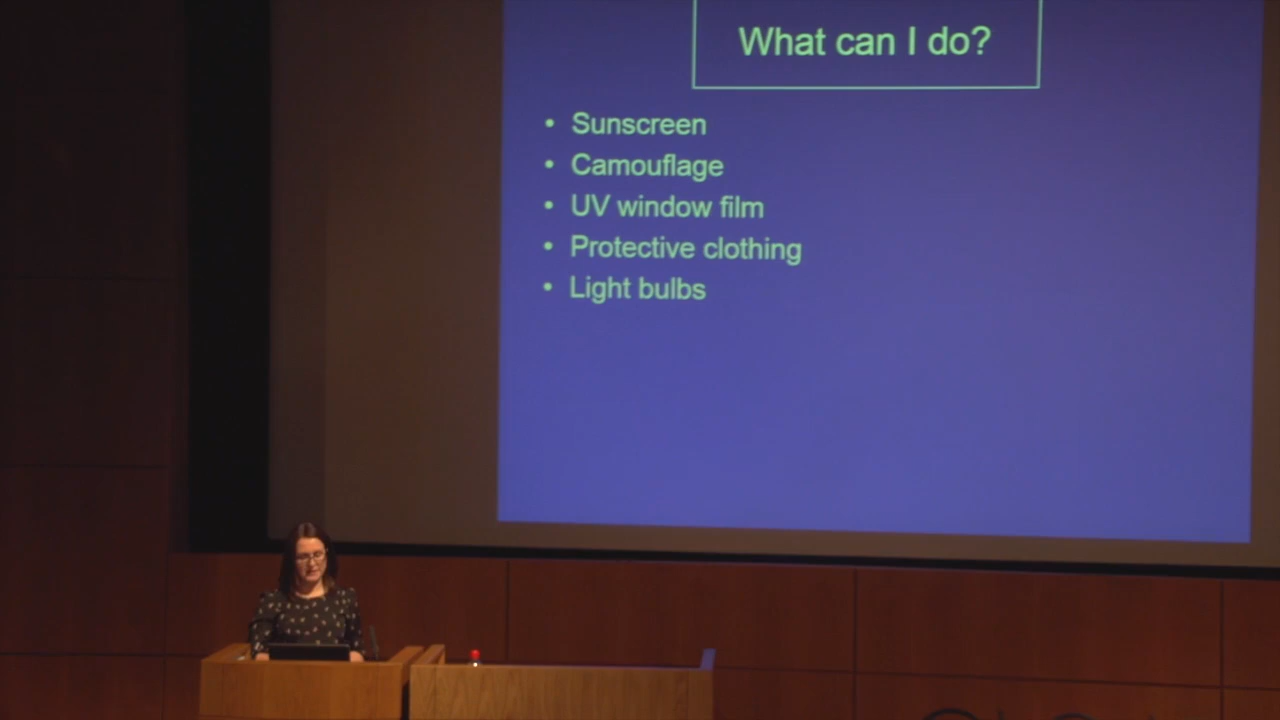 What can I do?
• Sunscreen
• Camouflage
• UV window film
• Protective clothing
• Light bulbs